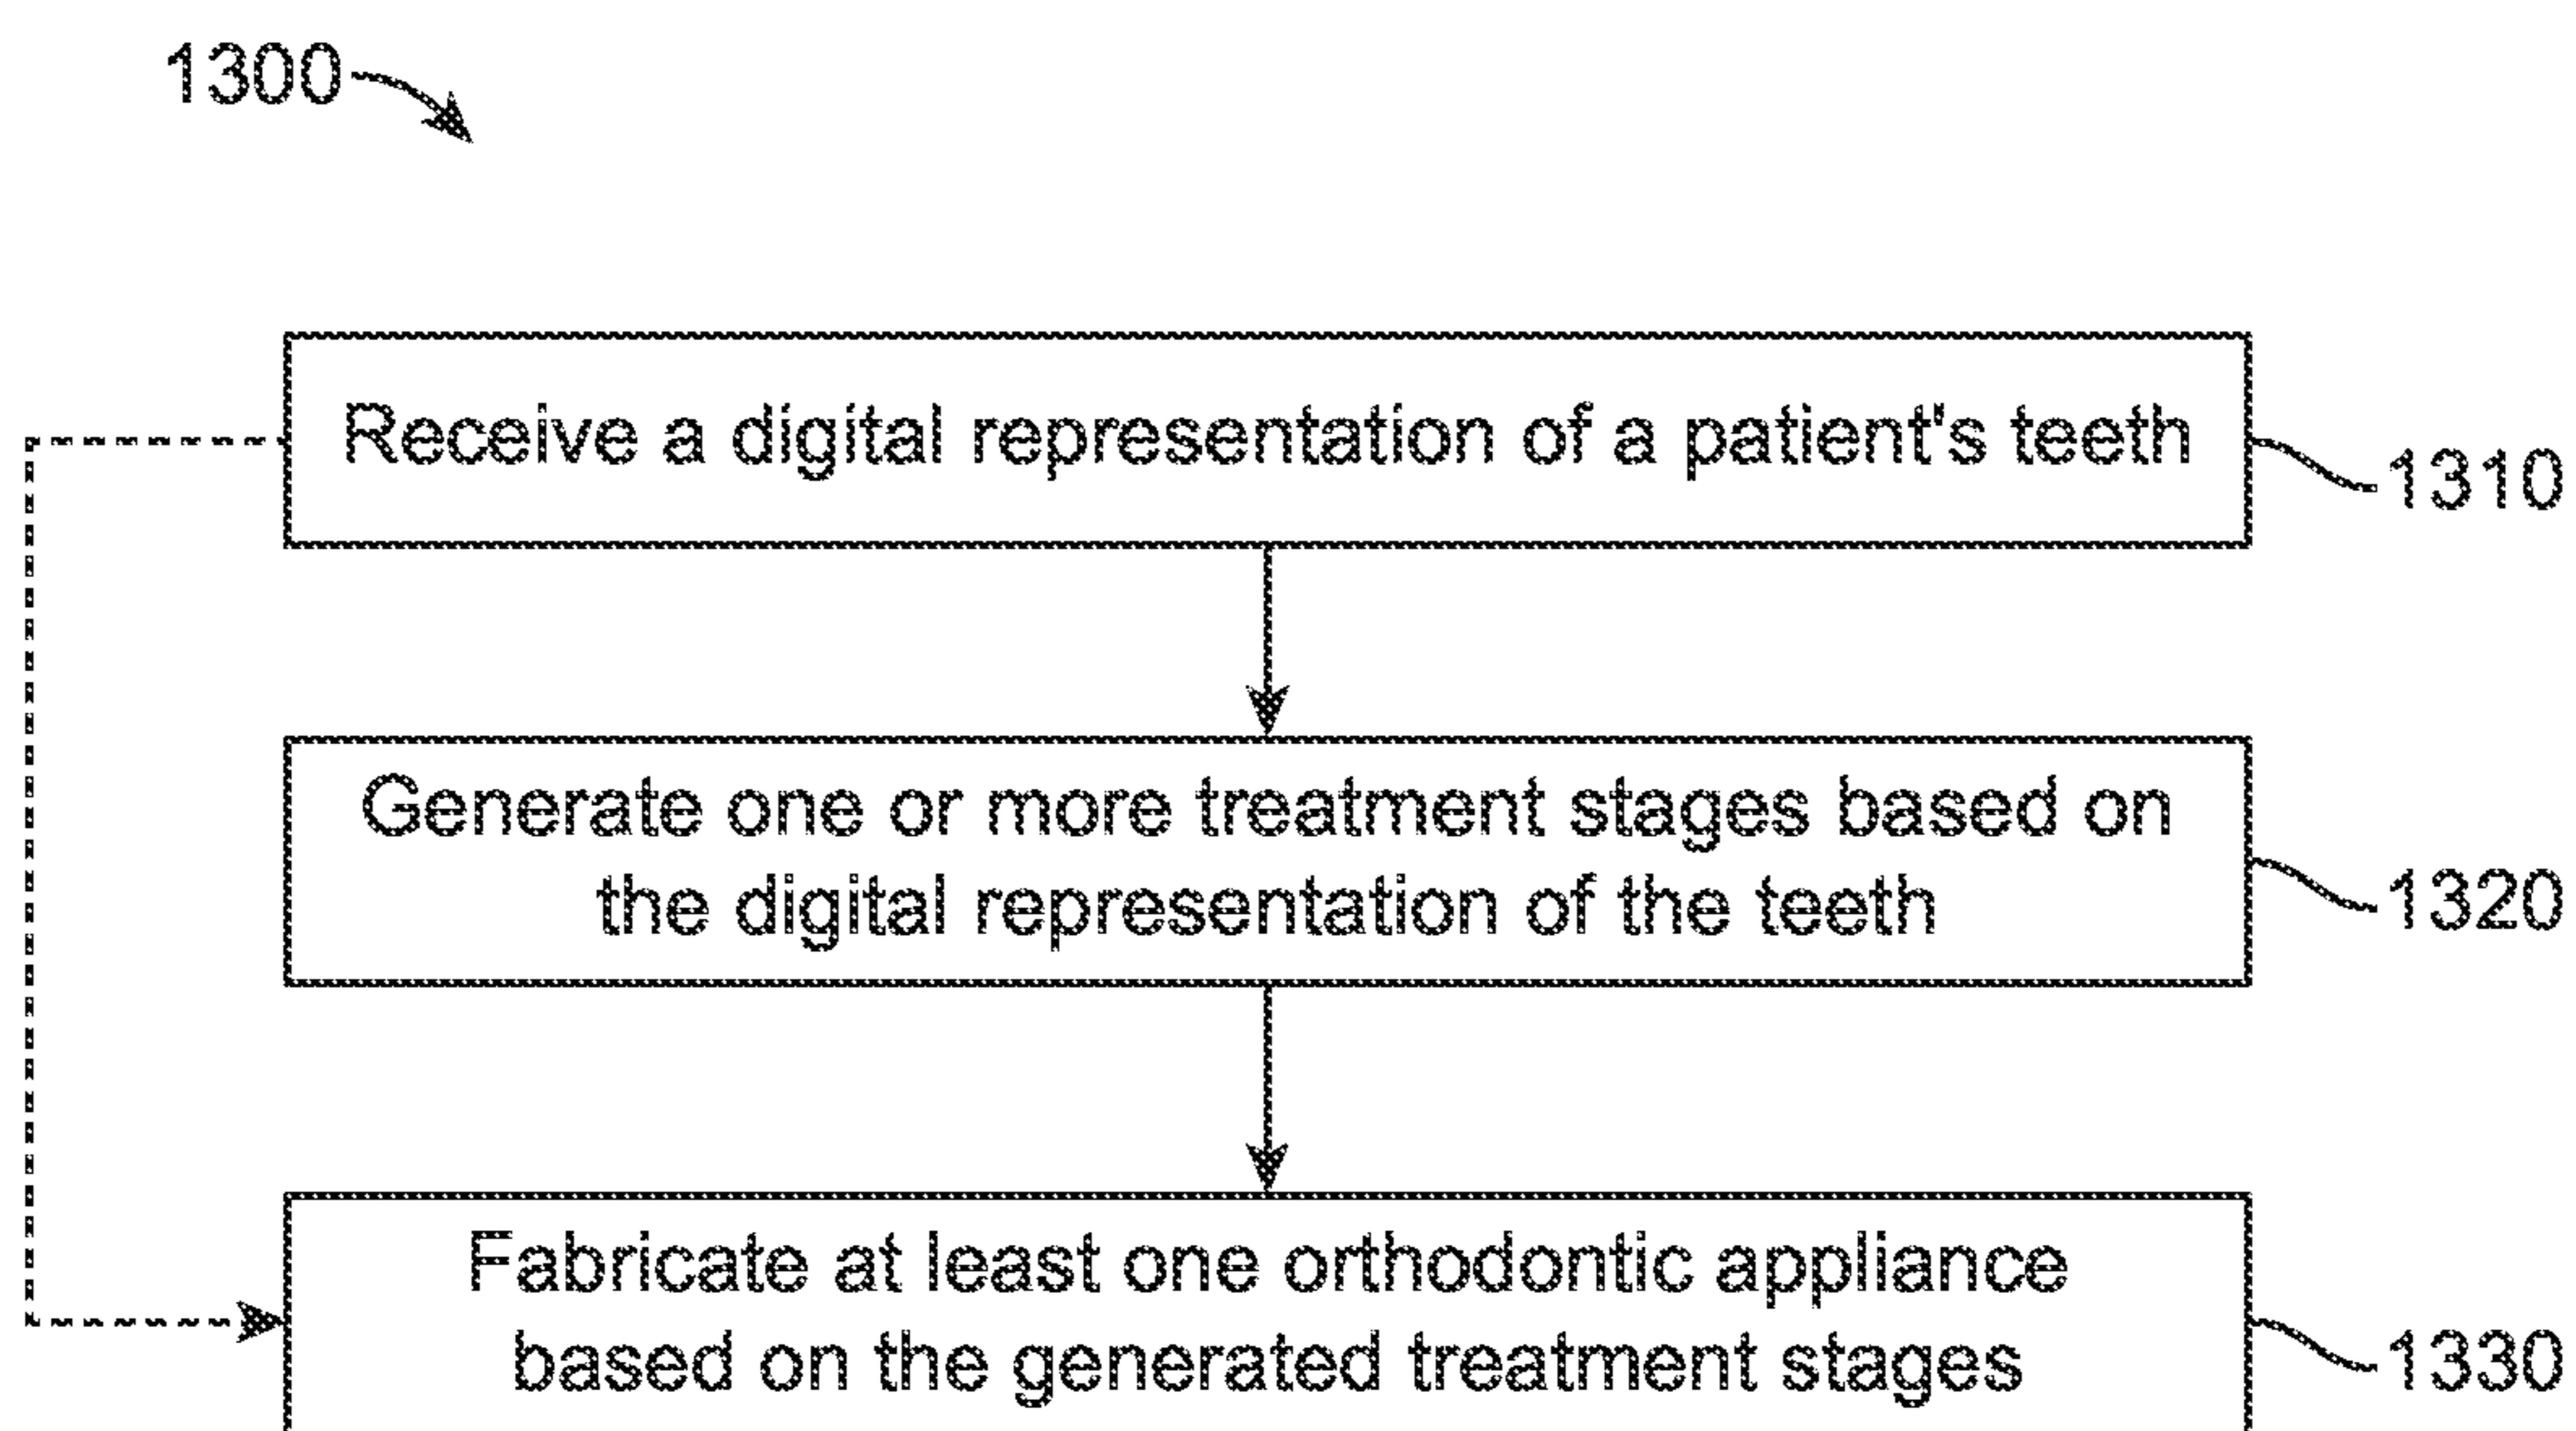 1300
Receive a digital representation of a patient's teeth
1310
Generate one or more treatment stages based on
the digital representation of the teeth
1320
Fabricate at least one orthodontic appliance
based on the generated treatment stages
1330